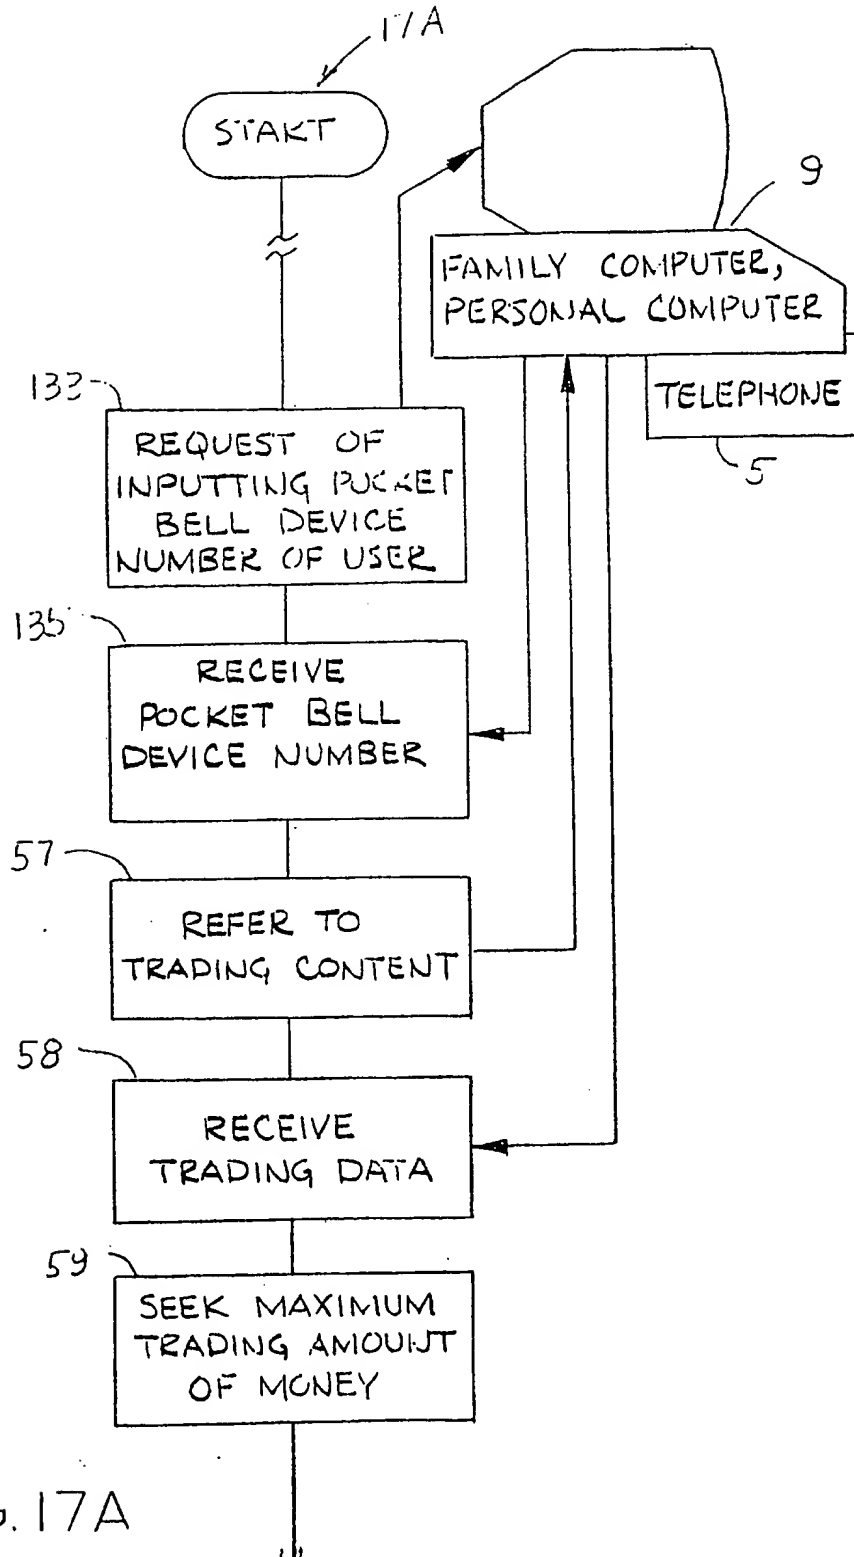 17A
START
9
FAMILY COMPUTER,
PERSONAL COMPUTER
TELEPHONE
5
133
REQUEST OF
INPUTTING POCKET
BELL DEVICE
NUMBER OF USER
135
RECEIVE
POCKET BELL
DEVICE NUMBER
57
REFER TO
TRADING CONTENT
58
RECEIVE
TRADING DATA
59
SEEK MAXIMUM
TRADING AMOUNT
OF MONEY
. 17A